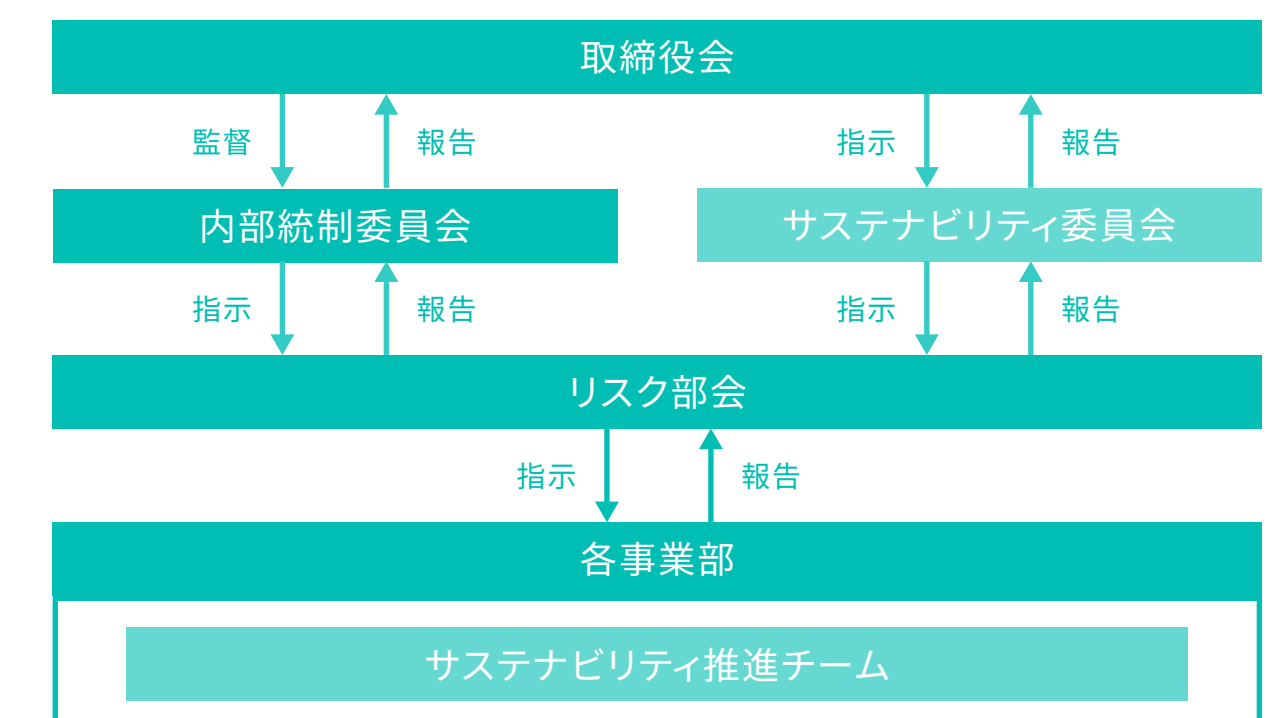 取締役会
監督
報告
指示
報告
内部統制委員会
サステナビリティ委員会
指示
報告
指示
報告
リスク部会
指示
報告
各事業部
サステナビリティ推進チーム